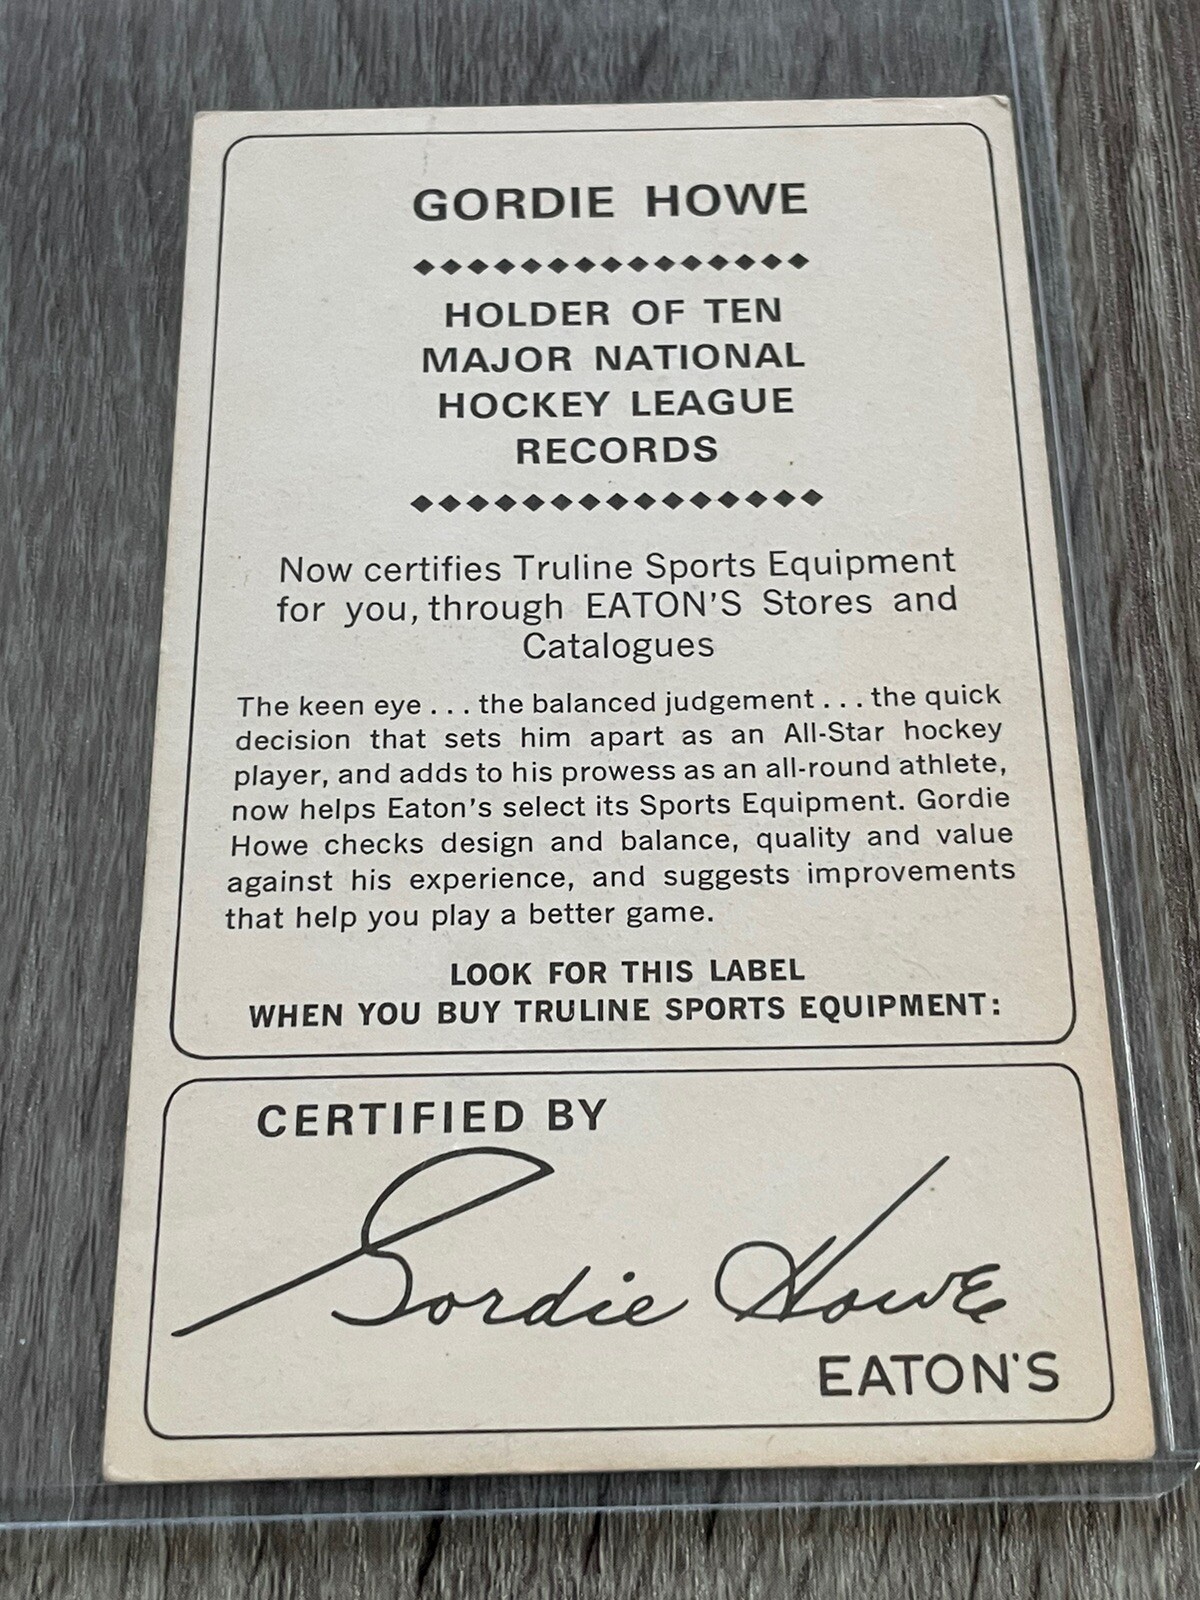 GORDIE HOWE
HOLDER OF TEN
MAJOR NATIONAL
HOCKEY LEAGUE
RECORDS
Now certifies Truline Sports Equipment
for you, through EATON'S Stores and
Catalogues
The keen eye . . . the balanced judgement . . . the quick
decision that sets him apart as an All-Star hockey
player, and adds to his prowess as an all-round athlete,
now helps Eaton's select its Sports Equipment. Gordie
Howe checks design and balance, quality and value
against his experience, and suggests improvements
that help you play a better game.
LOOK FOR THIS LABEL
WHEN YOU BUY TRULINE SPORTS EQUIPMENT:
CERTIFIED BY
Gordie Howe
EATON'S